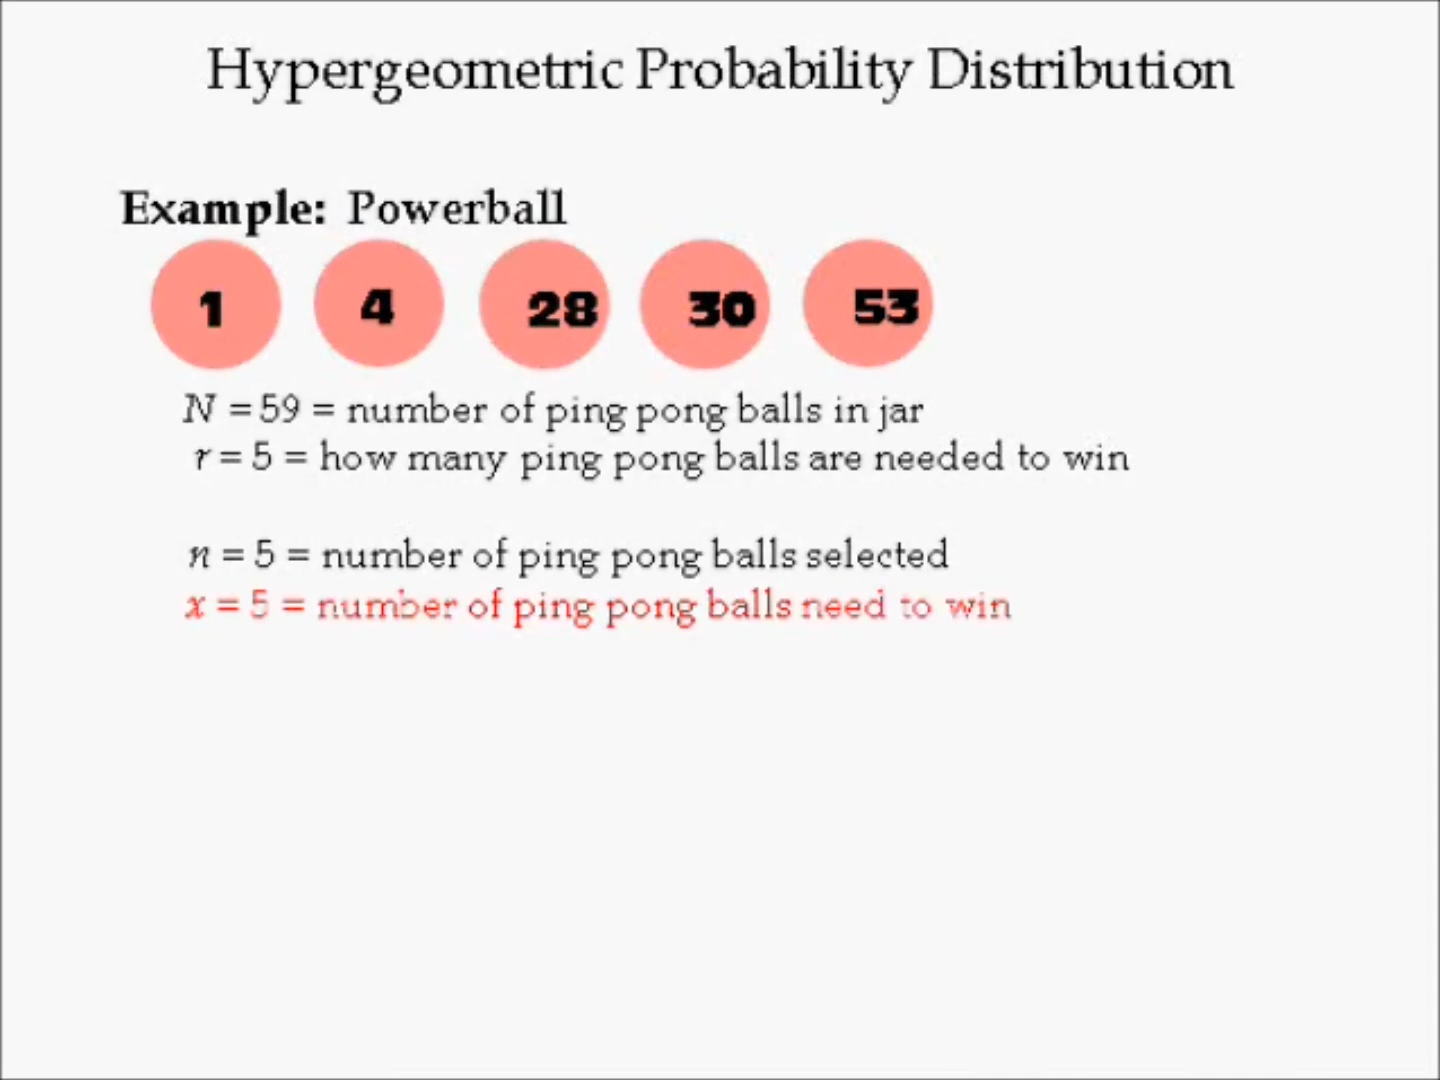 Hypergeometric Probability Distribution
Example: Powerball
1 4 28 30 53
N = 59 = number of ping pong balls in jar
r = 5 = how many ping pong balls are needed to win
n = 5 = number of ping pong balls selected
x = 5 = number of ping pong balls need to win